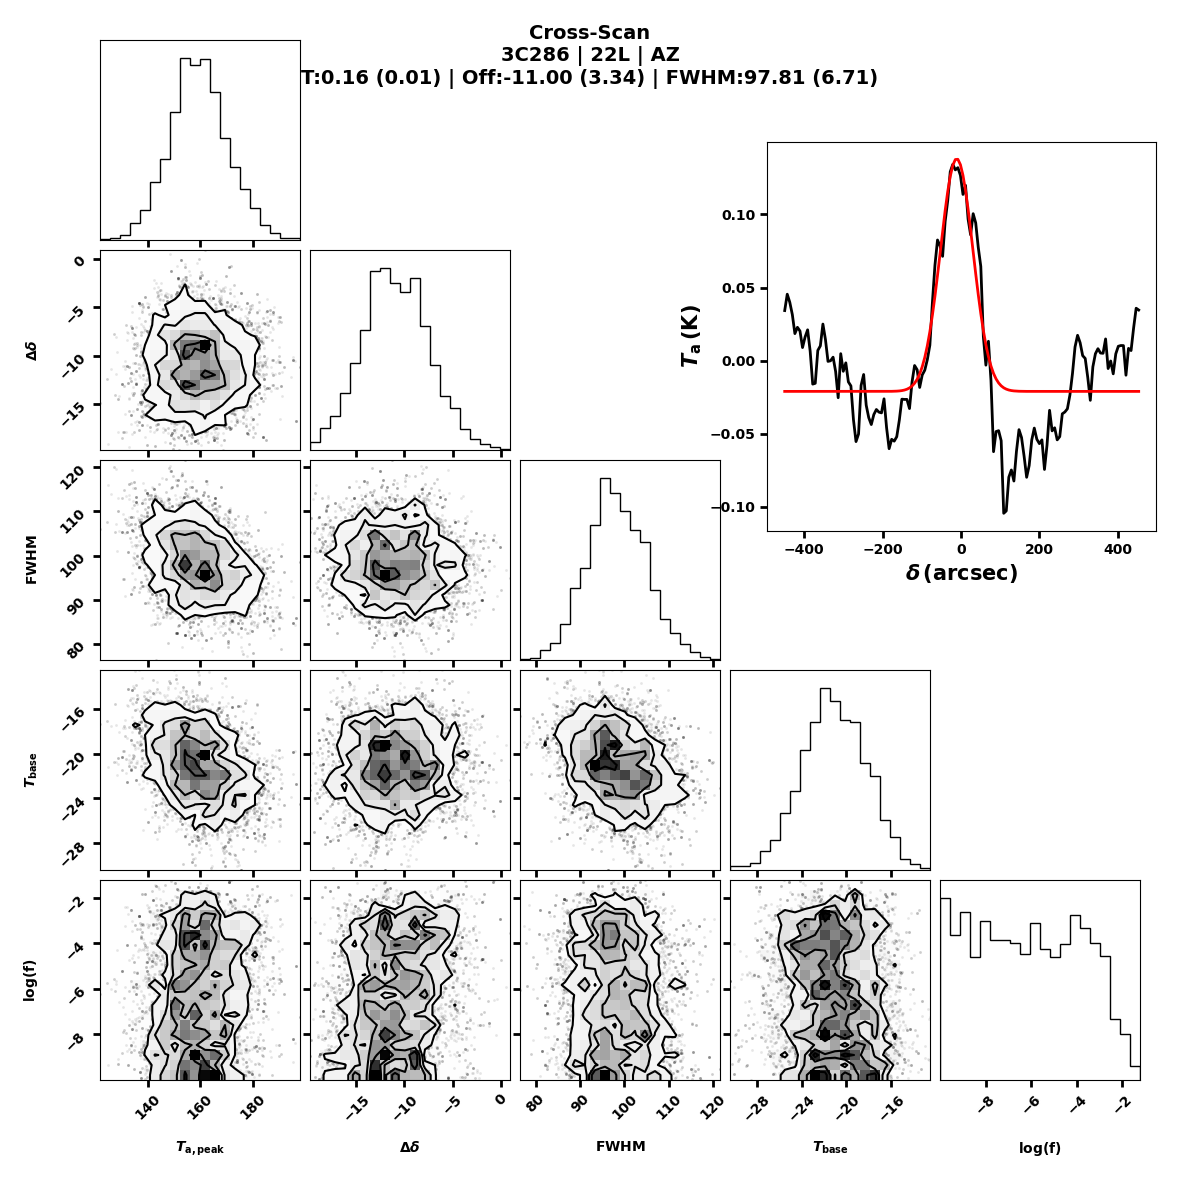 Cross-Scan
3C286 | 22L | AZ
T:0.16 (0.01) | Off:-11.00 (3.34) | FWHM:97.81 (6.71)
0.10
0.05
0.00
−0.05
−0.10
Ta (K)
−400 −200 0 200 400
δ (arcsec)
0
−5
−10
−15
Δδ
120
110
100
90
80
FWHM
−16
−20
−24
−28
Tbase
−2
−4
−6
−8
log(f)
140 160 180 −15 −10 −5 0 80 90 100 110 120 −28 −24 −20 −16 −8 −6 −4 −2
Ta,peak Δδ FWHM Tbase log(f)